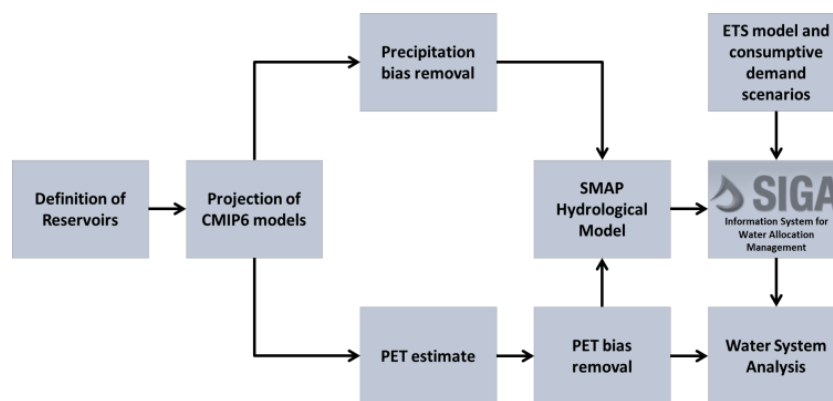 Precipitation
bias removal
ETS model and
consumptive
demand
scenarios
Definition of
Reservoirs
Projection of
CMIP6 models
SMAP
Hydrological
Model
SIGA
Information System for
Water Allocation
Management
PET estimate
PET bias
removal
Water System
Analysis